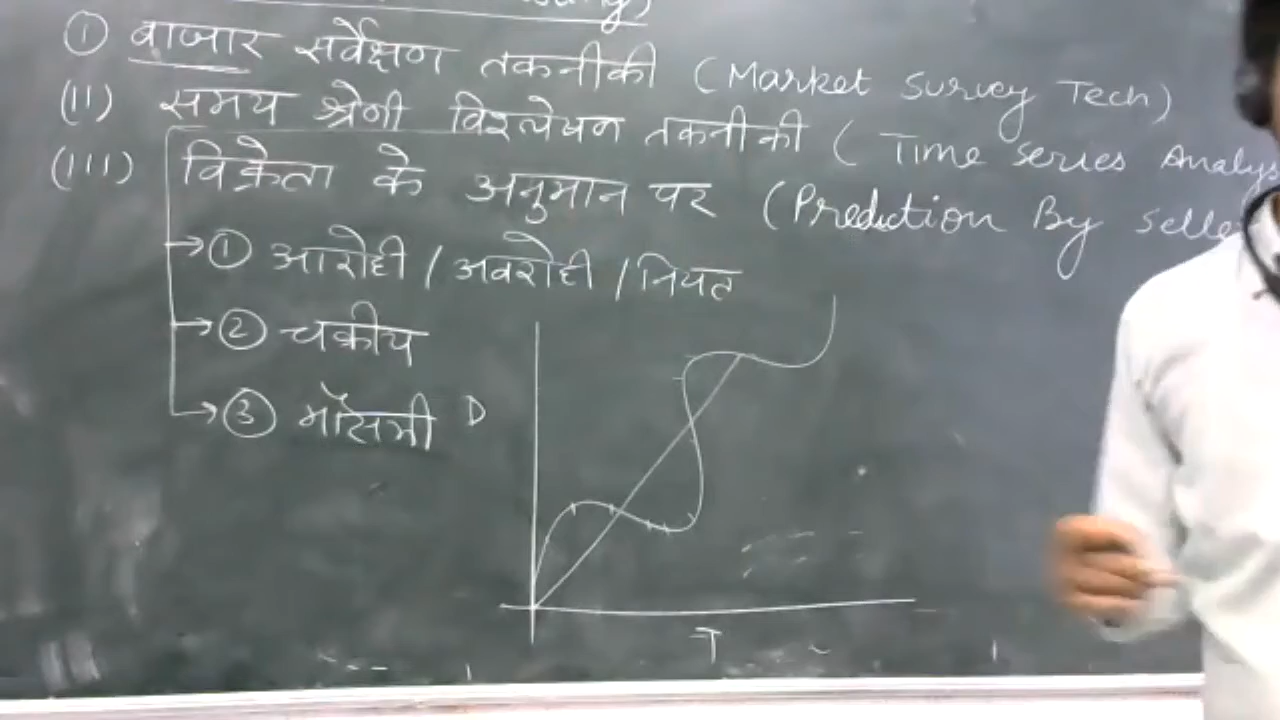 ① बाजार सर्वेक्षण तकनीकी (Market Survey Tech)
(II) समय श्रेणी विश्लेषण तकनीकी (Time Series Analys
(III) विक्रेता के अनुमान पर (Prediction By Selle
① आरोही / अवरोही / नियत
② चक्रीय
③ मौसमी
D
T